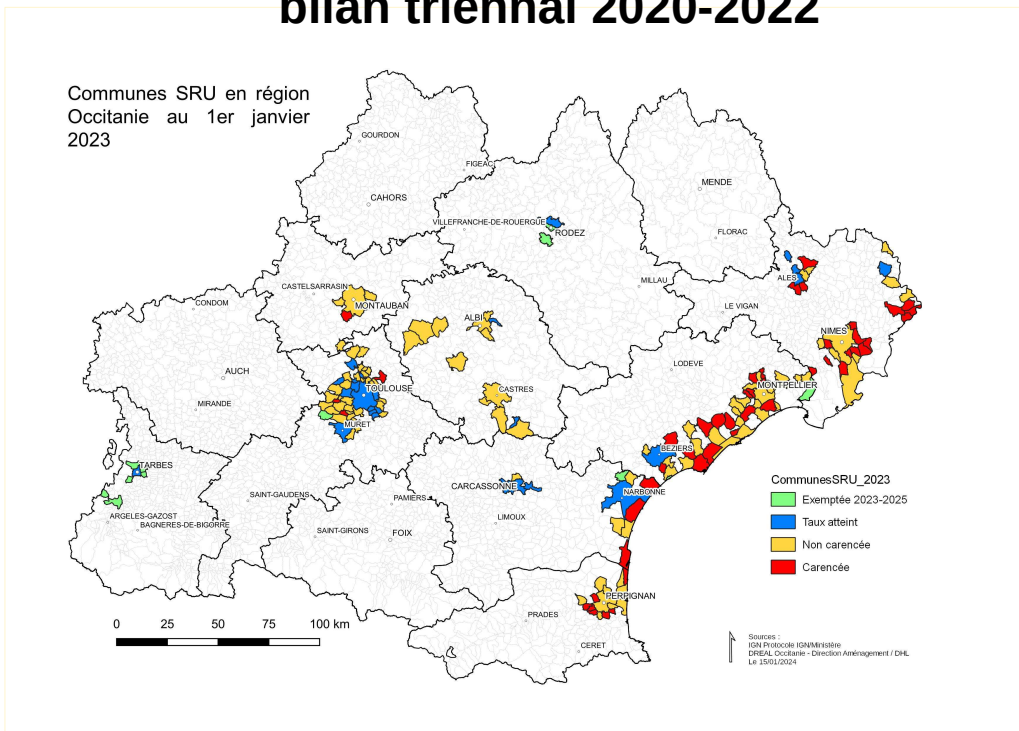 bilan triennal 2020-2022
Communes SRU en région
Occitanie au 1er janvier
2023
GOURDON
FIGEAC
CAHORS
MENDE
VILLEFRANCHE-DE-ROUERGUE
RODEZ
FLORAC
MILLAU
ALES
CASTELSARRASIN
MONTAUBAN
CONDOM
LE VIGAN
ALBI
NIMES
LODEVE
AUCH
TOULOUSE
CASTRES
MONTPELLIER
MIRANDE
MURET
BEZIERS
TARBES
CARCASSONNE
NARBONNE
SAINT-GAUDENS
PAMIERS
ARGELES-GAZOST
BAGNERES-DE-BIGORRE
LIMOUX
SAINT-GIRONS
FOIX
PERPIGNAN
PRADES
CERET
CommunesSRU_2023
Exemptée 2023-2025
Taux atteint
Non carencée
Carencée
0 25 50 75 100 km
Sources :
IGN Protocole IGN/Ministère
DREAL Occitanie - Direction Aménagement / DHL
Le 15/01/2024